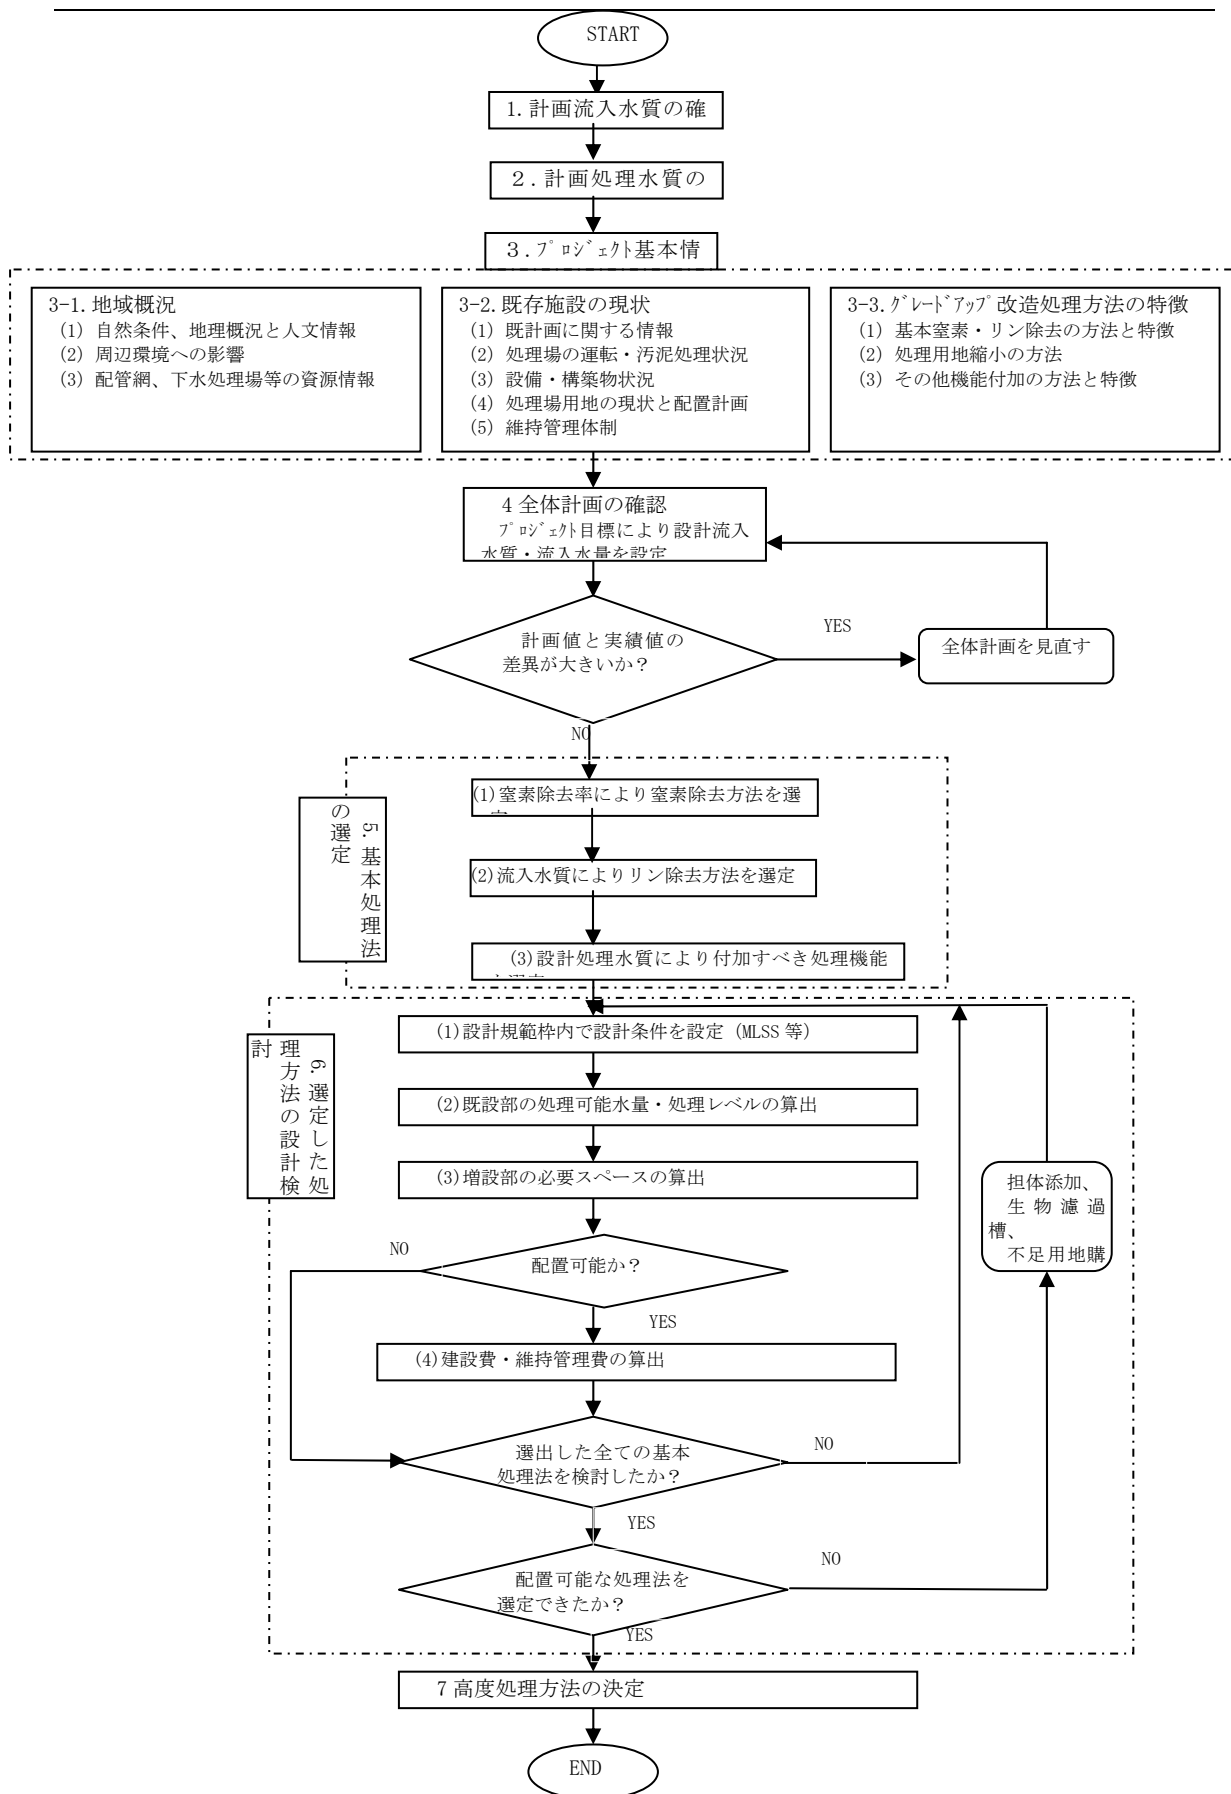 START
1.計画流入水質の確
２.計画処理水質の
３.ﾌﾟﾛｼﾞｪｸﾄ基本情
3-1.地域概況
(1) 自然条件、地理概況と人文情報
(2) 周辺環境への影響
(3) 配管網、下水処理場等の資源情報
3-2.既存施設の現状
(1) 既計画に関する情報
(2) 処理場の運転・汚泥処理状況
(3) 設備・構築物状況
(4) 処理場用地の現状と配置計画
(5) 維持管理体制
3-3.ｸﾞﾚｰﾄﾞｱｯﾌﾟ改造処理方法の特徴
(1) 基本窒素・リン除去の方法と特徴
(2) 処理用地縮小の方法
(3) その他機能付加の方法と特徴
4 全体計画の確認
ﾌﾟﾛｼﾞｪｸﾄ目標により設計流入
水質・流入水量を設定
計画値と実績値の
差異が大きいか？
YES
全体計画を見直す
NO
5. 基本処理法
の選定
(1)窒素除去率により窒素除去方法を選
(2)流入水質によりリン除去方法を選定
(3)設計処理水質により付加すべき処理機能
6. 選定した処
理方法の設計検
討
(1)設計規範枠内で設計条件を設定（MLSS 等）
(2)既設部の処理可能水量・処理レベルの算出
(3)増設部の必要スペースの算出
配置可能か？
NO
YES
担体添加、
生物濾過
槽、
不足用地購
(4)建設費・維持管理費の算出
選出した全ての基本
処理法を検討したか？
NO
YES
配置可能な処理法を
選定できたか？
NO
YES
7 高度処理方法の決定
END